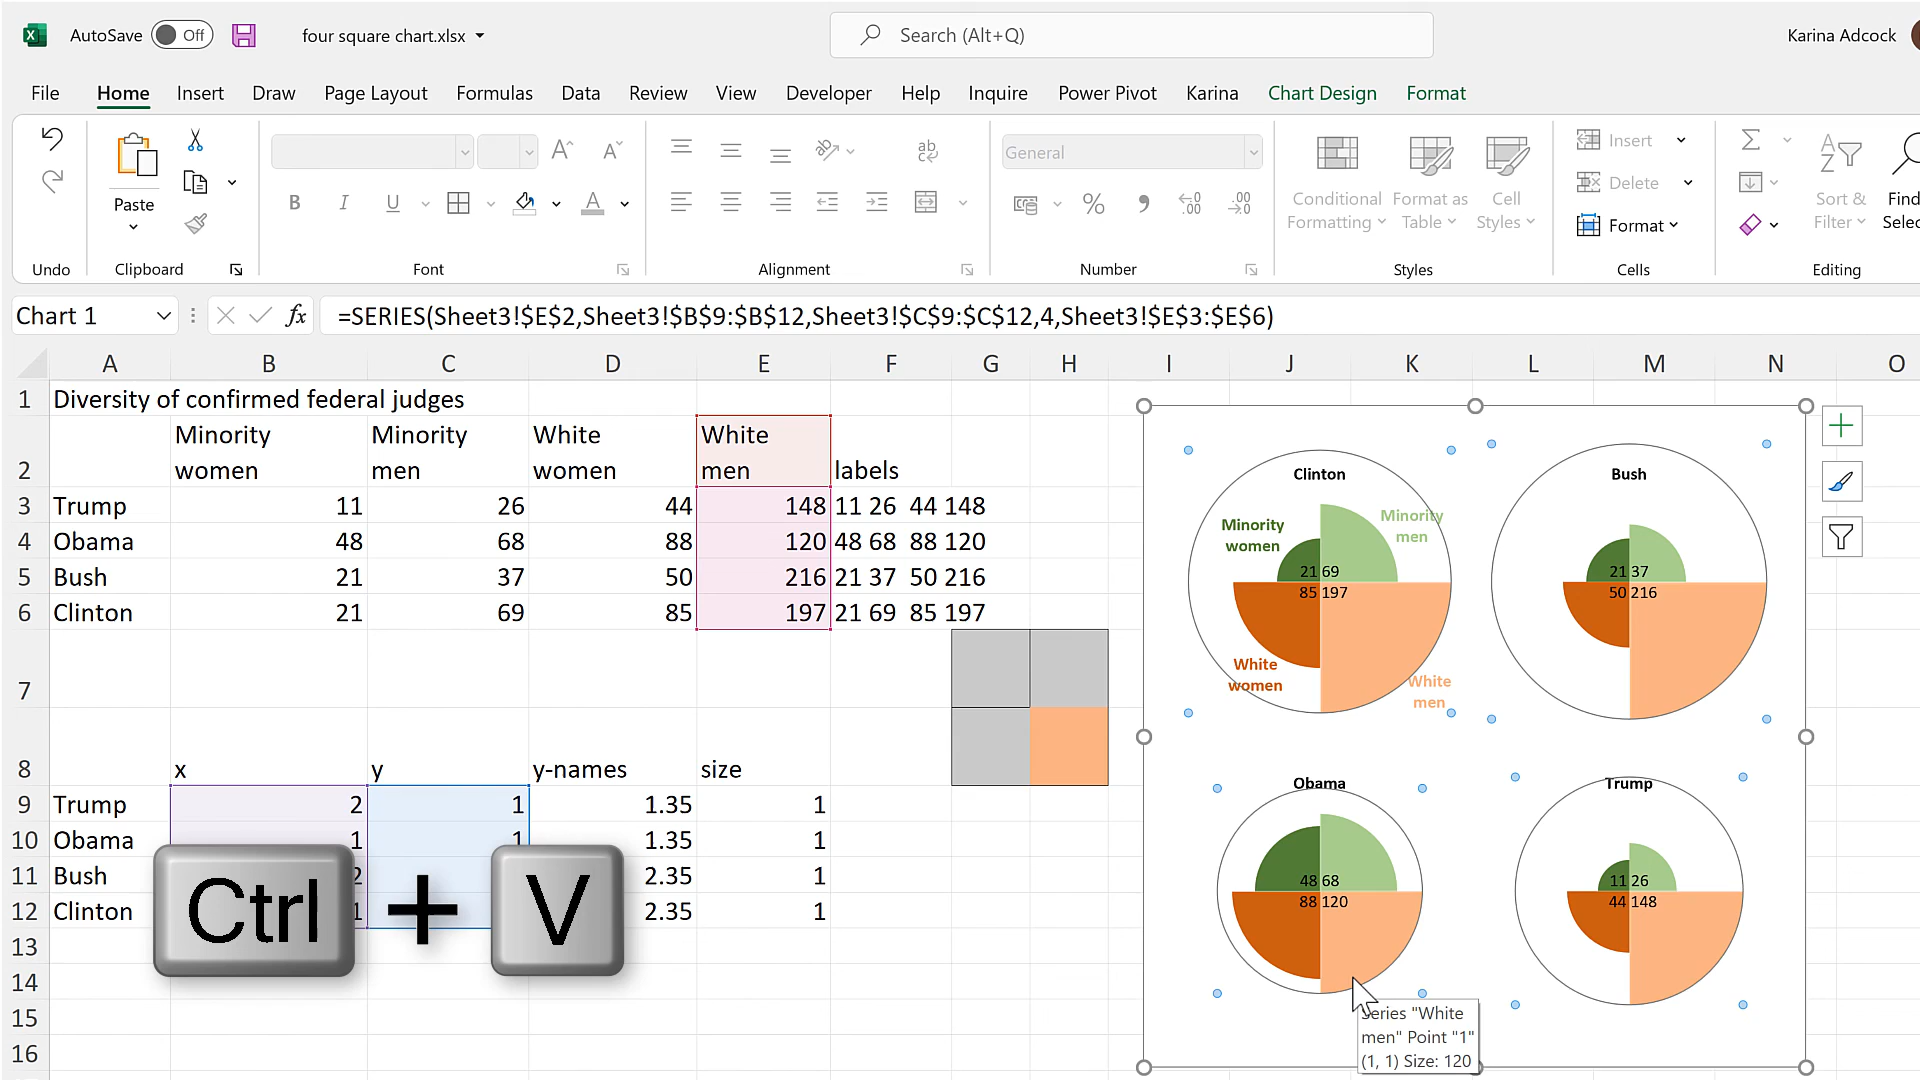 AutoSave Off four square chart.xlsx Search (Alt+Q) Karina Adcock
File Home Insert Draw Page Layout Formulas Data Review View Developer Help Inquire Power Pivot Karina Chart Design Format
Paste
General
Conditional Formatting
Format as Table
Cell Styles
Insert
Delete
Format
Sort & Filter
Find
Selec
Undo Clipboard Font Alignment Number Styles Cells Editing
Chart 1 fx =SERIES(Sheet3!$E$2,Sheet3!$B$9:$B$12,Sheet3!$C$9:$C$12,4,Sheet3!$E$3:$E$6)
A B C D E F G H I J K L M N O
1 Diversity of confirmed federal judges
Minority Minority White White
2 women men women men labels
3 Trump 11 26 44 148 11 26 44 148
4 Obama 48 68 88 120 48 68 88 120
5 Bush 21 37 50 216 21 37 50 216
6 Clinton 21 69 85 197 21 69 85 197
7
8 x y y-names size
9 Trump 2 1 1.35 1
10 Obama 1 1 1.35 1
11 Bush 2 2.35 1
12 Clinton 1 2.35 1
13
14
15
16
Ctrl + V
Clinton
Minority
women
Minority
men
21 69
85 197
White
women
White
men
Bush
21 37
50 216
Obama
48 68
88 120
Trump
11 26
44 148
Series "White
men" Point "1"
(1, 1) Size: 120